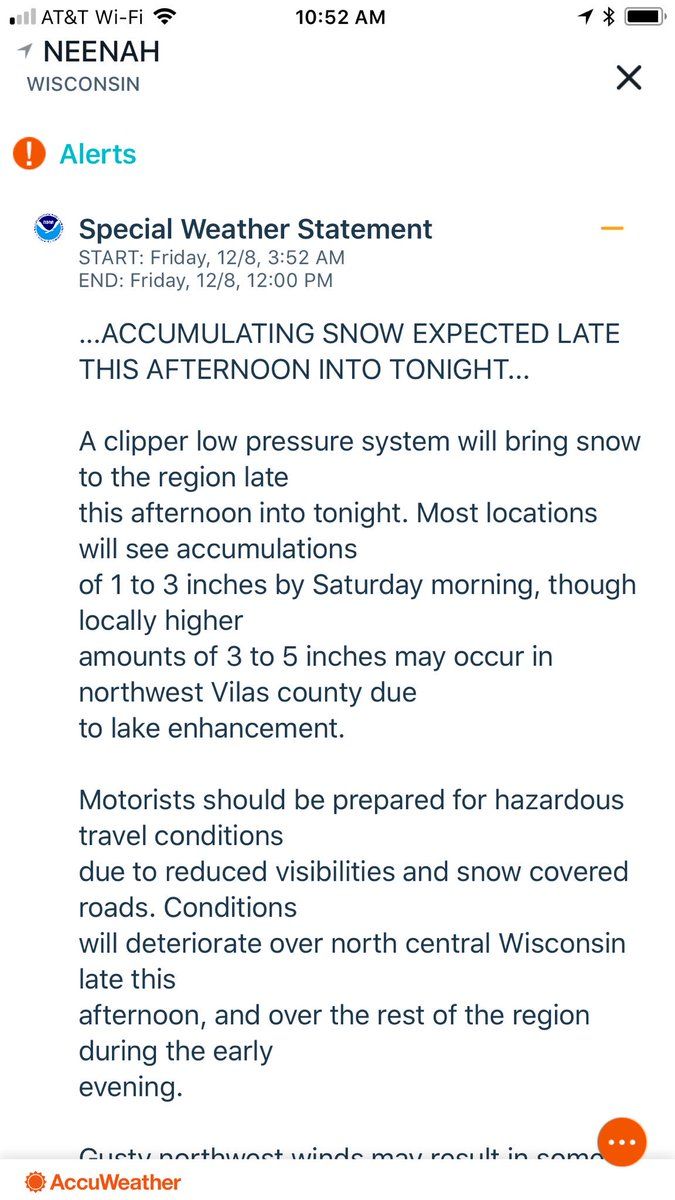 AT&T Wi-Fi 10:52 AM
NEENAH
WISCONSIN
Alerts
Special Weather Statement
START: Friday, 12/8, 3:52 AM
END: Friday, 12/8, 12:00 PM
...ACCUMULATING SNOW EXPECTED LATE
THIS AFTERNOON INTO TONIGHT...
A clipper low pressure system will bring snow
to the region late
this afternoon into tonight. Most locations
will see accumulations
of 1 to 3 inches by Saturday morning, though
locally higher
amounts of 3 to 5 inches may occur in
northwest Vilas county due
to lake enhancement.
Motorists should be prepared for hazardous
travel conditions
due to reduced visibilities and snow covered
roads. Conditions
will deteriorate over north central Wisconsin
late this
afternoon, and over the rest of the region
during the early
evening.
Gusty northwest winds may result in some
AccuWeather